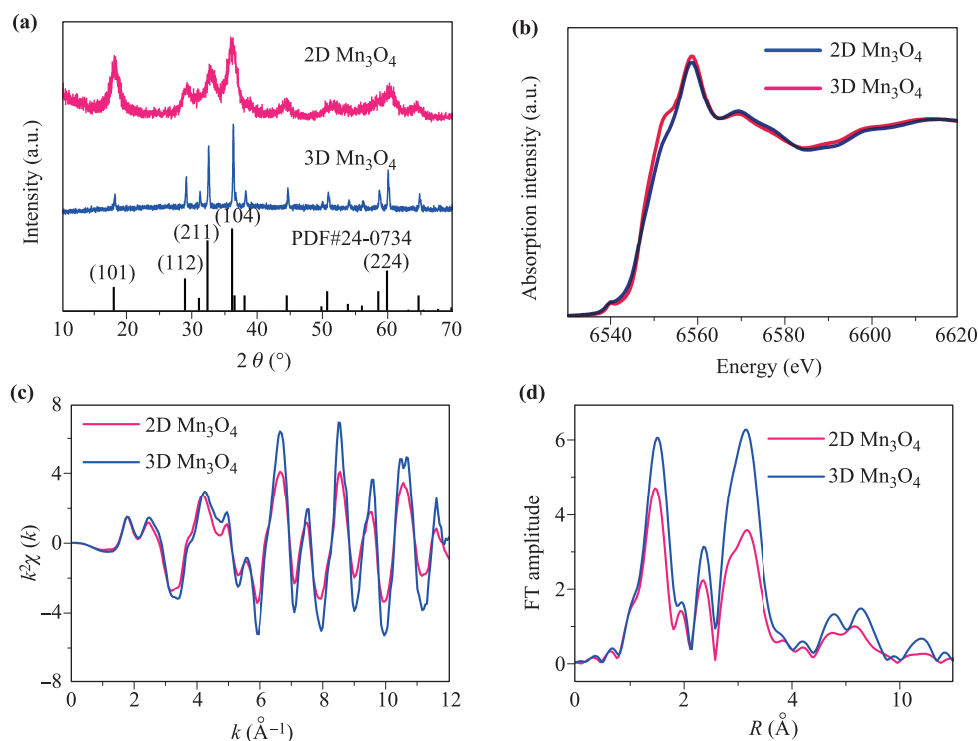 (a)
2D Mn₃O₄
3D Mn₃O₄
(104)
(211)
PDF#24-0734
(112)
(224)
(101)
10 20 30 40 50 60 70
2 θ (°)
Intensity (a.u.)
(b)
2D Mn₃O₄
3D Mn₃O₄
6540 6560 6580 6600 6620
Energy (eV)
Absorption intensity (a.u.)
(c)
8
4
0
−4
−8
2D Mn₃O₄
3D Mn₃O₄
0 2 4 6 8 10 12
k (Å⁻¹)
k²χ (k)
(d)
6
4
2
0
2D Mn₃O₄
3D Mn₃O₄
0 2 4 10
R (Å)
FT amplitude